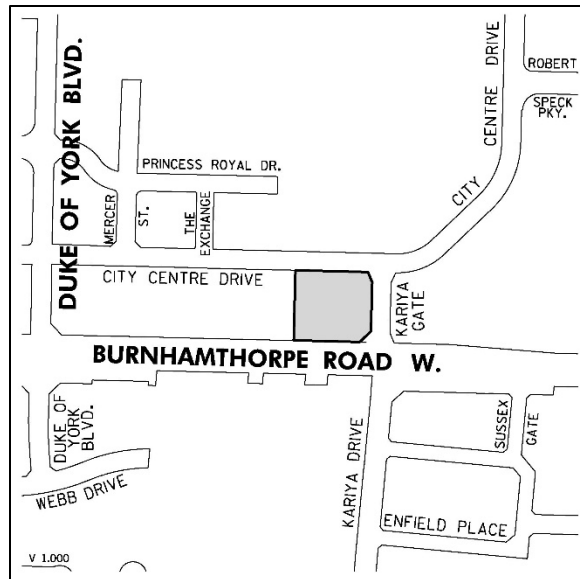 DUKE OF YORK BLVD.
CENTRE DRIVE
CITY
ROBERT
SPECK
PKY.
PRINCESS ROYAL DR.
MERCER
ST.
THE
EXCHANGE
CITY CENTRE DRIVE
KARIYA
GATE
BURNHAMTHORPE ROAD W.
DUKE OF
YORK
BLVD.
WEBB DRIVE
KARIYA DRIVE
SUSSEX
GATE
ENFIELD PLACE
V 1.000